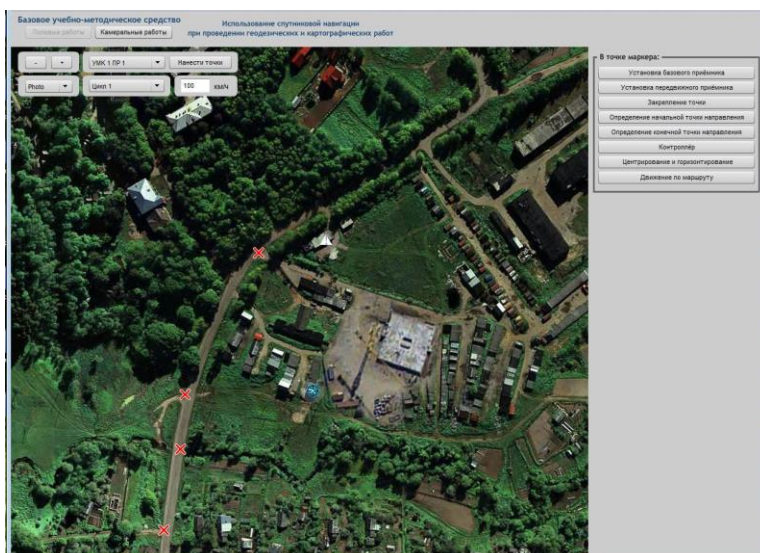 Базовое учебно-методическое средство
Полевые работы
Камеральные работы
Использование спутниковой навигации
при проведении геодезических и картографических работ
- + УМК 1 ПР 1 Нанести точки
Photo Цикл 1 100 км/ч
В точке маркера:
Установка базового приёмника
Установка передвижного приёмника
Закрепление точки
Определение начальной точки направления
Определение конечной точки направления
Контроллёр
Центрирование и горизонтирование
Движение по маршруту